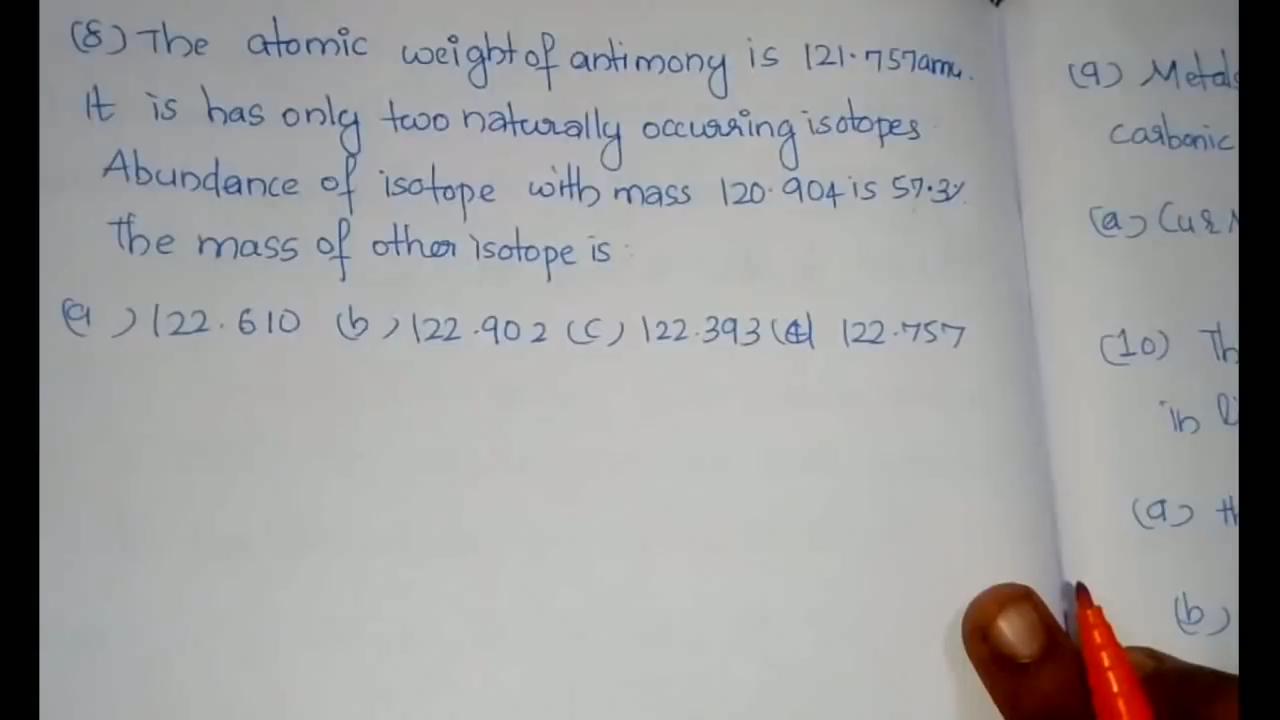 (8) The atomic weight of antimony is 121.757amu.
It is has only two naturally occurring isotopes
Abundance of isotope with mass 120.904 is 57.3%
The mass of other isotope is :
(a) 122.610 (b) 122.902 (c) 122.393 (d) 122.757
(9) Metals
carbonic
(a) Cu &
(10) Th
in
(a)
(b)